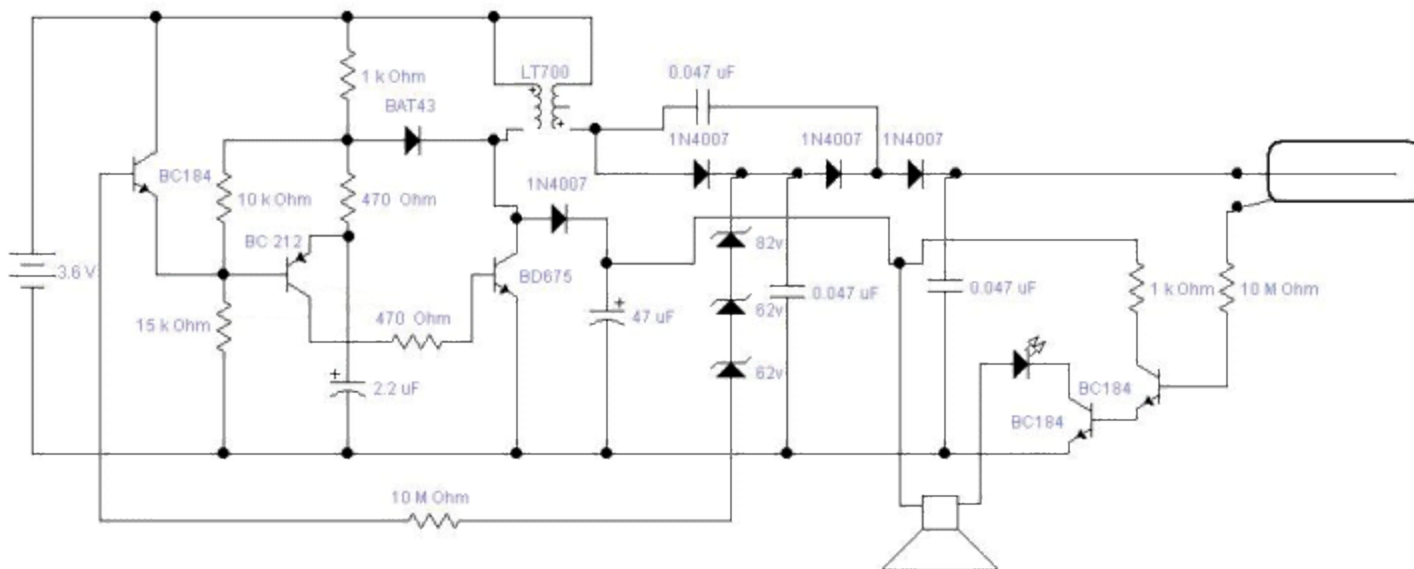 LT700
0.047 uF
1 k Ohm
BAT43
1N4007
1N4007
1N4007
BC184
10 k Ohm
470 Ohm
1N4007
BC 212
82v
3.6 V
BD675
0.047 uF
0.047 uF
1 k Ohm
10 M Ohm
15 k Ohm
470 Ohm
47 uF
62v
62v
2.2 uF
BC184
BC184
10 M Ohm